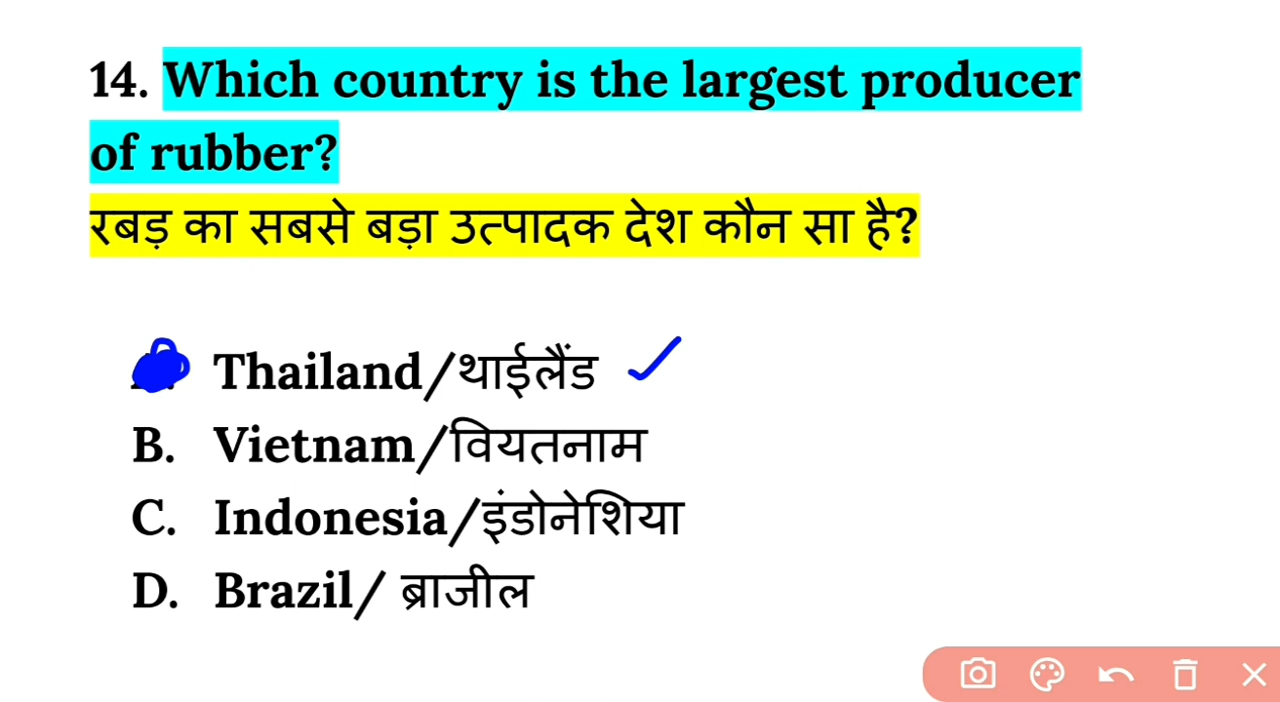 14. Which country is the largest producer
of rubber?
रबड़ का सबसे बड़ा उत्पादक देश कौन सा है?
Thailand/थाईलैंड
B. Vietnam/वियतनाम
C. Indonesia/इंडोनेशिया
D. Brazil/ ब्राजील